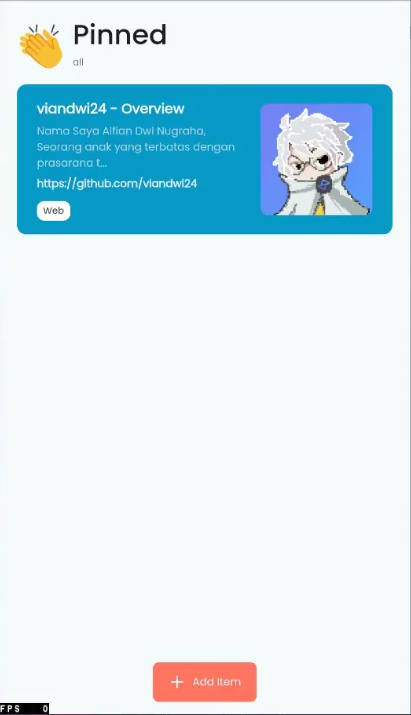 Pinned
all
viandwi24 - Overview
Nama Saya Alfian Dwi Nugraha,
Seorang anak yang terbatas dengan
prasarana t...
https://github.com/viandwi24
Web
Add Item
FPS 0